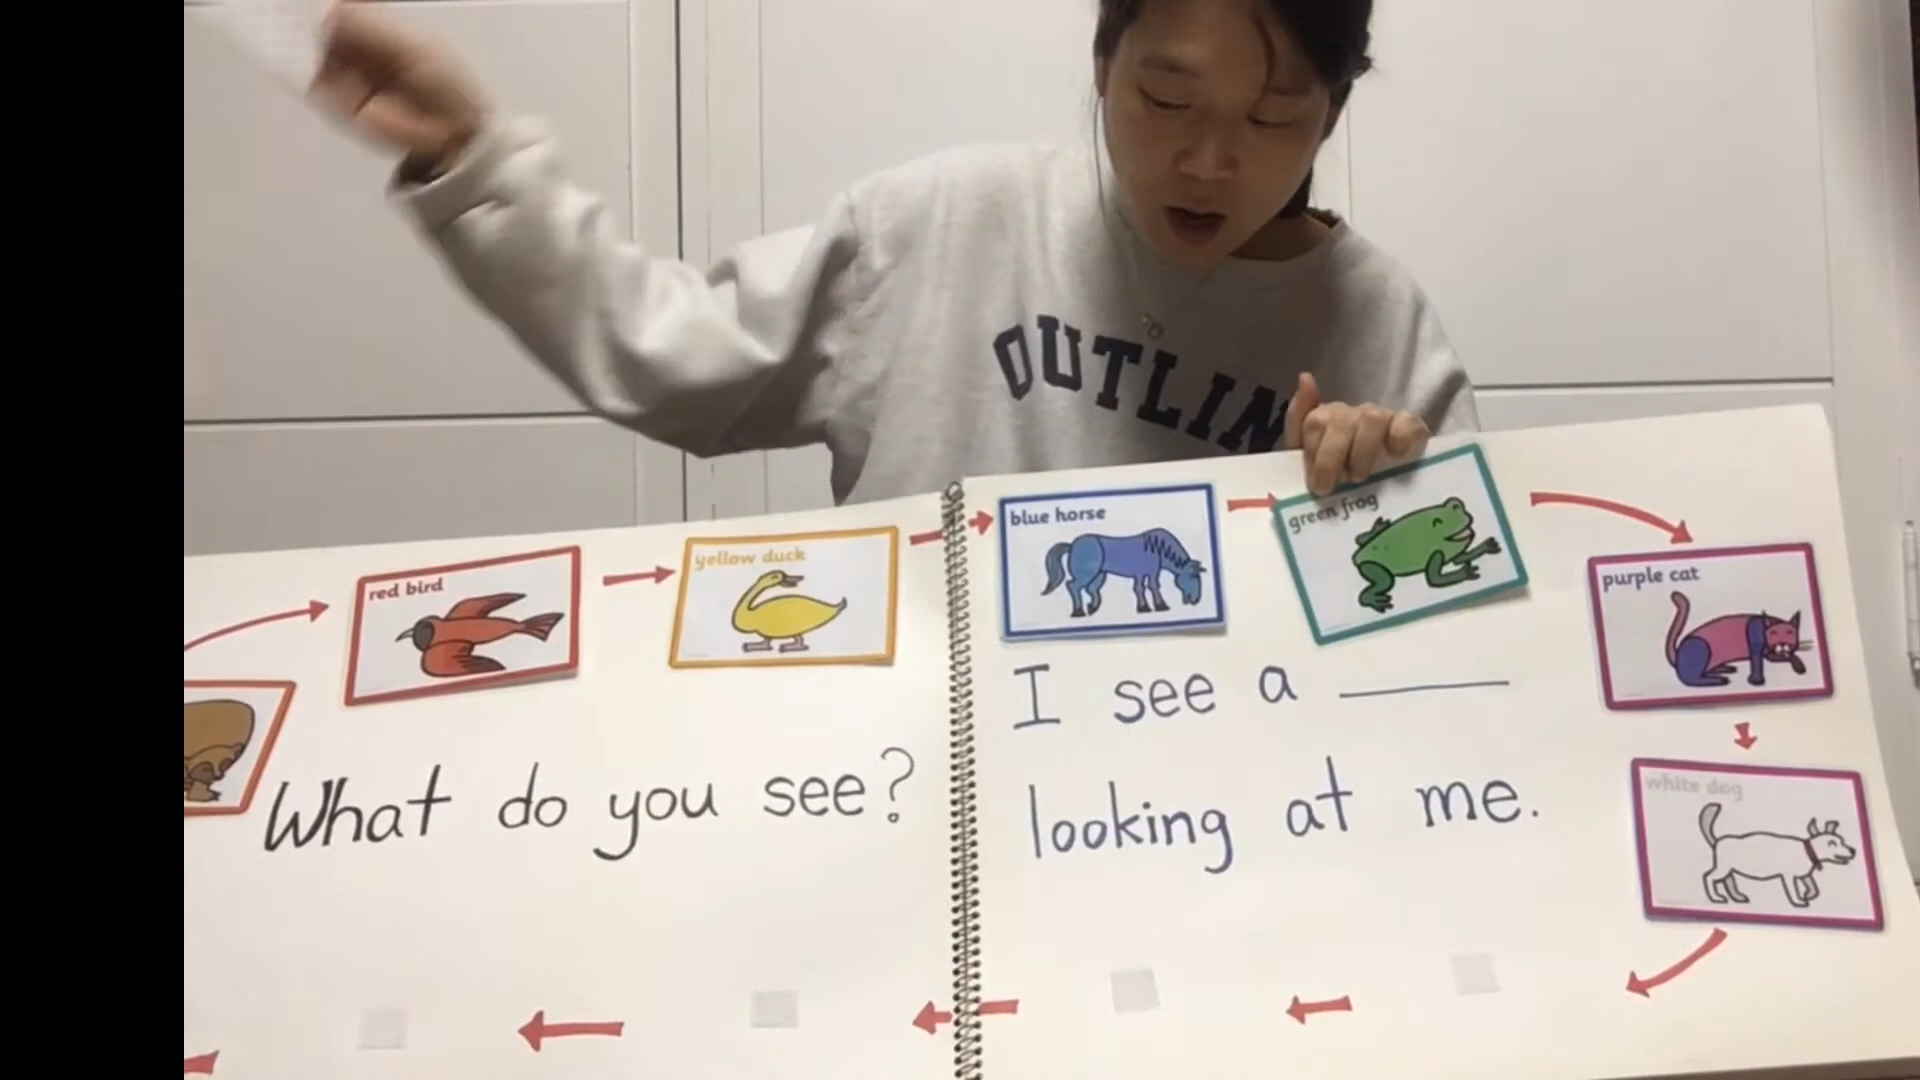 OUTLIN
blue horse
green frog
red bird
yellow duck
purple cat
white dog
What do you see?
I see a ______
looking at me.